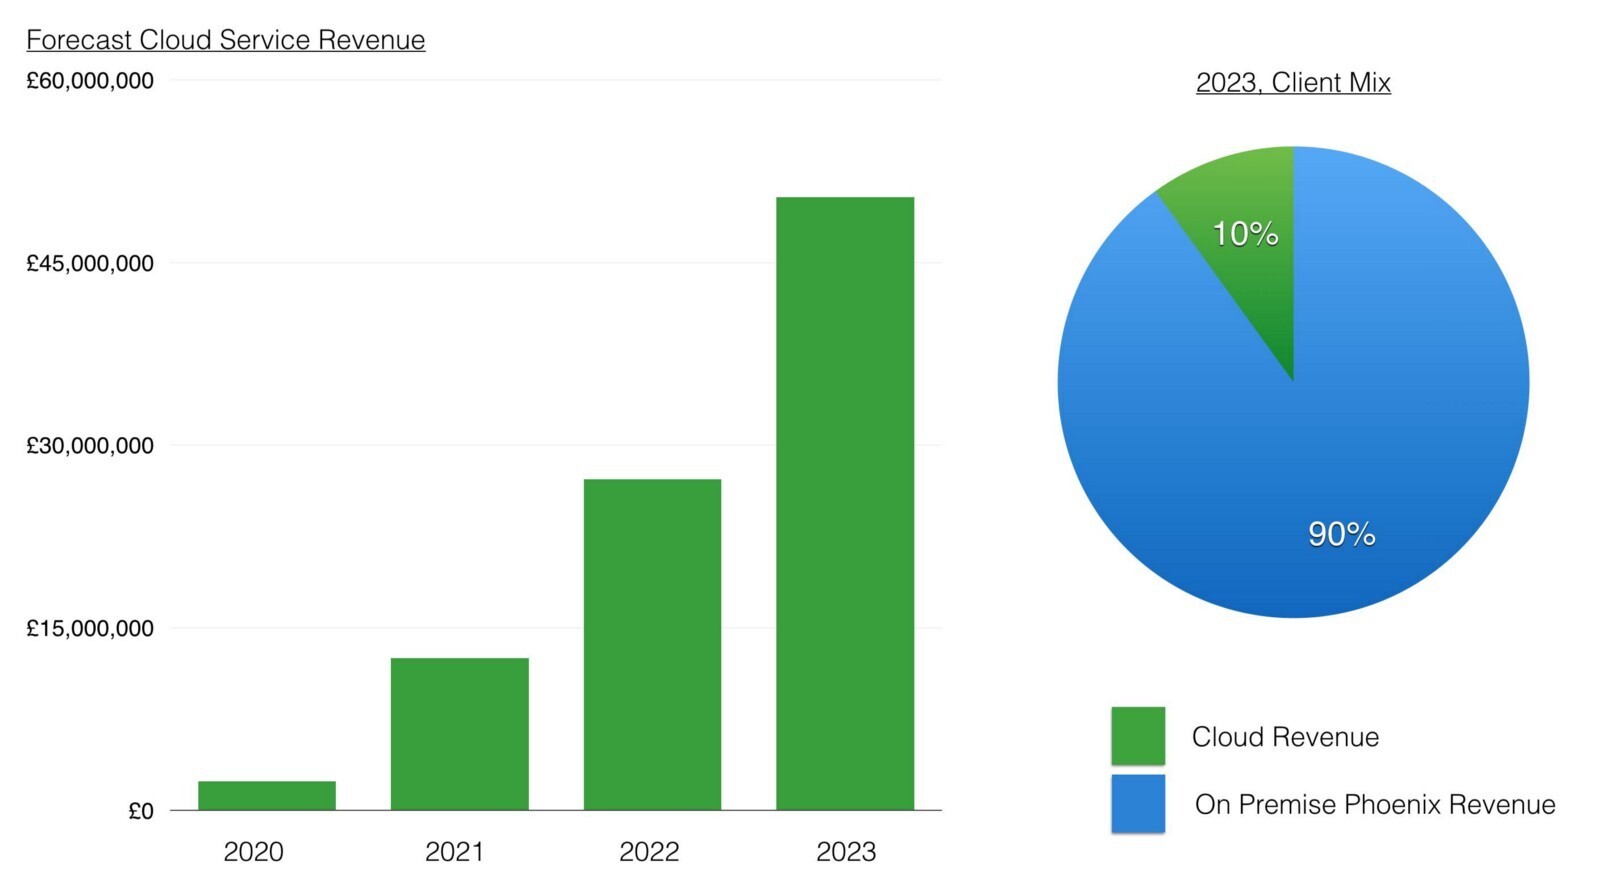 Forecast Cloud Service Revenue
£60,000,000
£45,000,000
£30,000,000
£15,000,000
£0
2020
2021
2022
2023
2023, Client Mix
10%
90%
Cloud Revenue
On Premise Phoenix Revenue